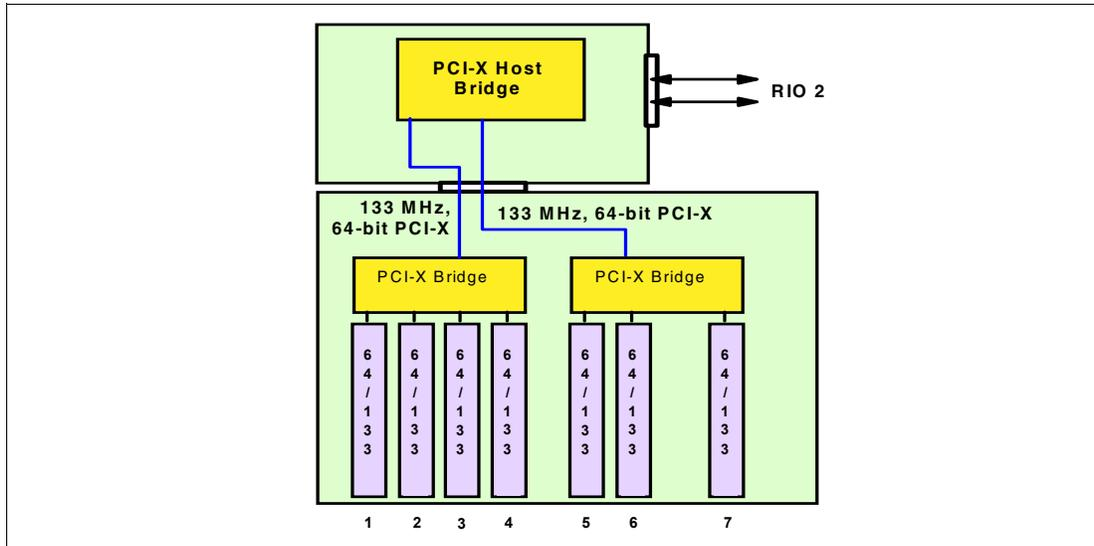 PCI-X Host
Bridge
RIO 2
133 MHz,
64-bit PCI-X
133 MHz, 64-bit PCI-X
PCI-X Bridge
PCI-X Bridge
64/133
64/133
64/133
64/133
64/133
64/133
64/133
1 2 3 4 5 6 7